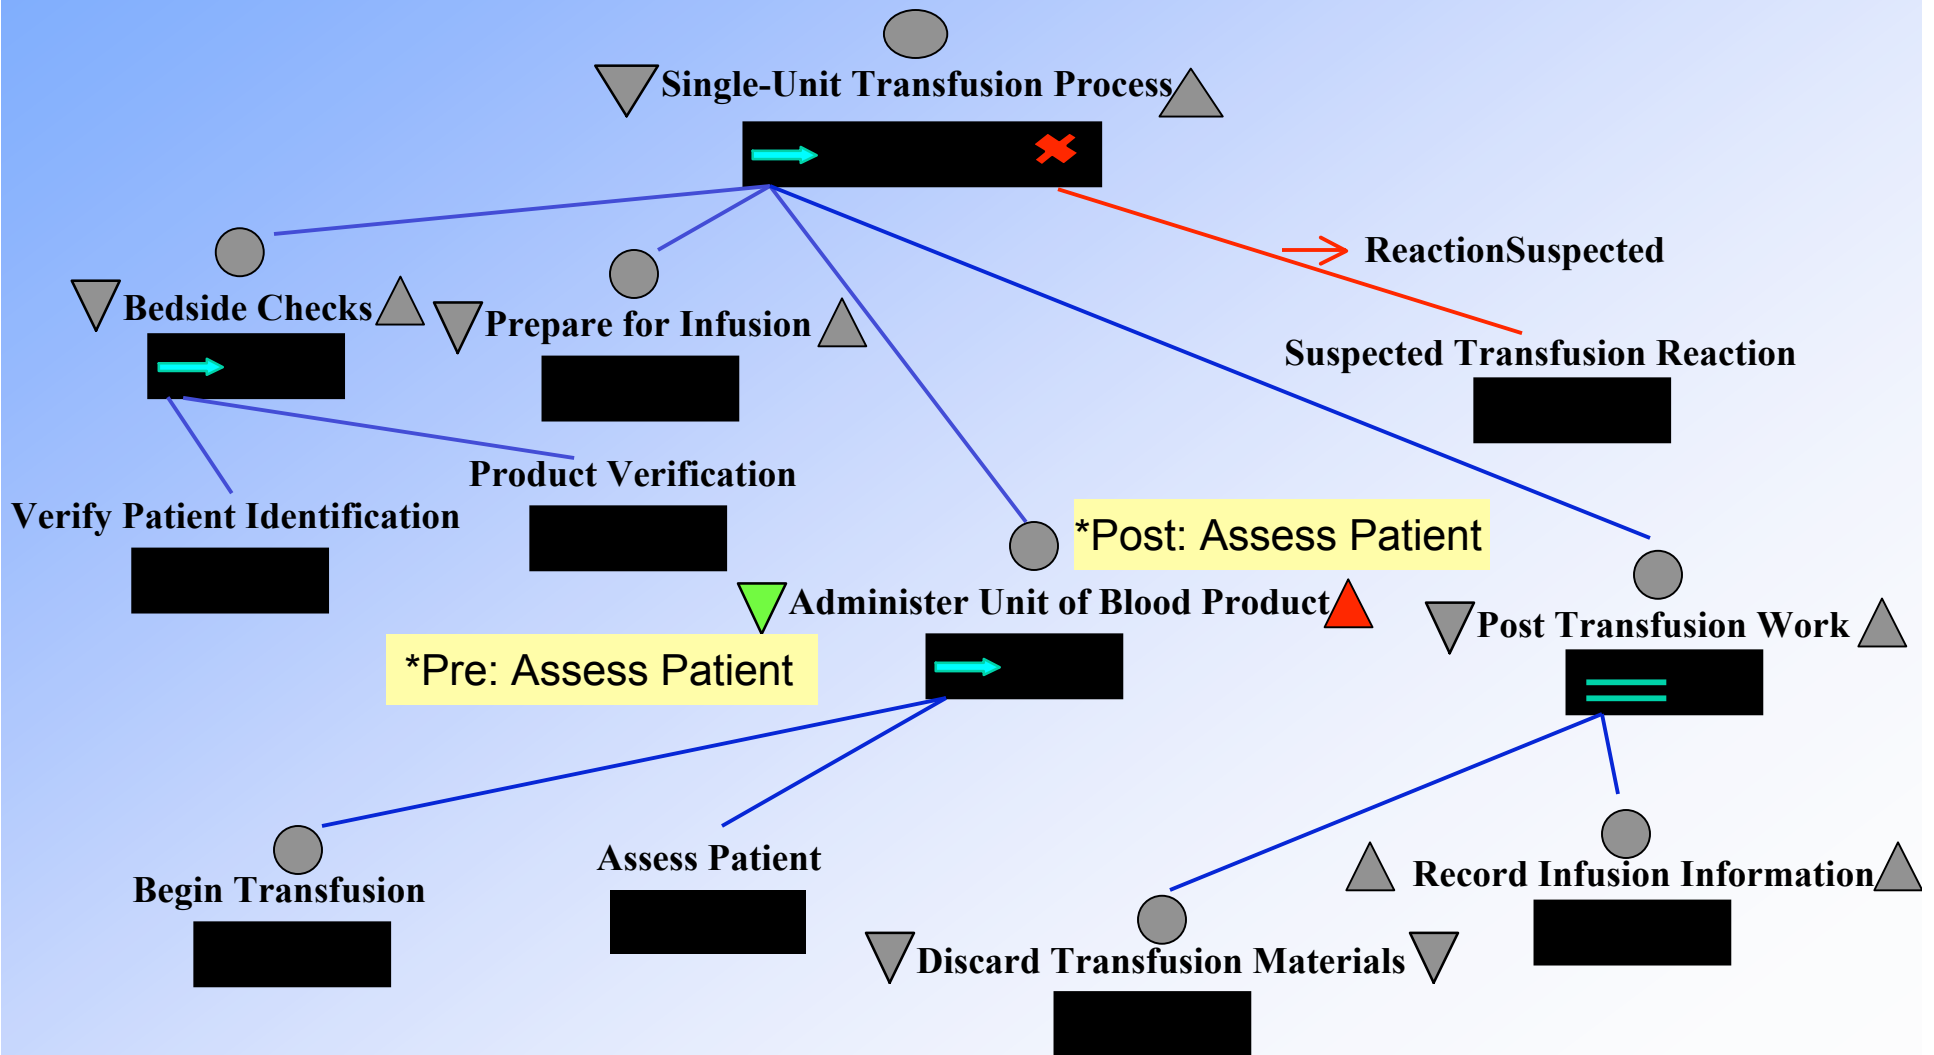 Single-Unit Transfusion Process
ReactionSuspected
Bedside Checks
Prepare for Infusion
Suspected Transfusion Reaction
Product Verification
Verify Patient Identification
*Post: Assess Patient
Administer Unit of Blood Product
Post Transfusion Work
*Pre: Assess Patient
Assess Patient
Begin Transfusion
Record Infusion Information
Discard Transfusion Materials